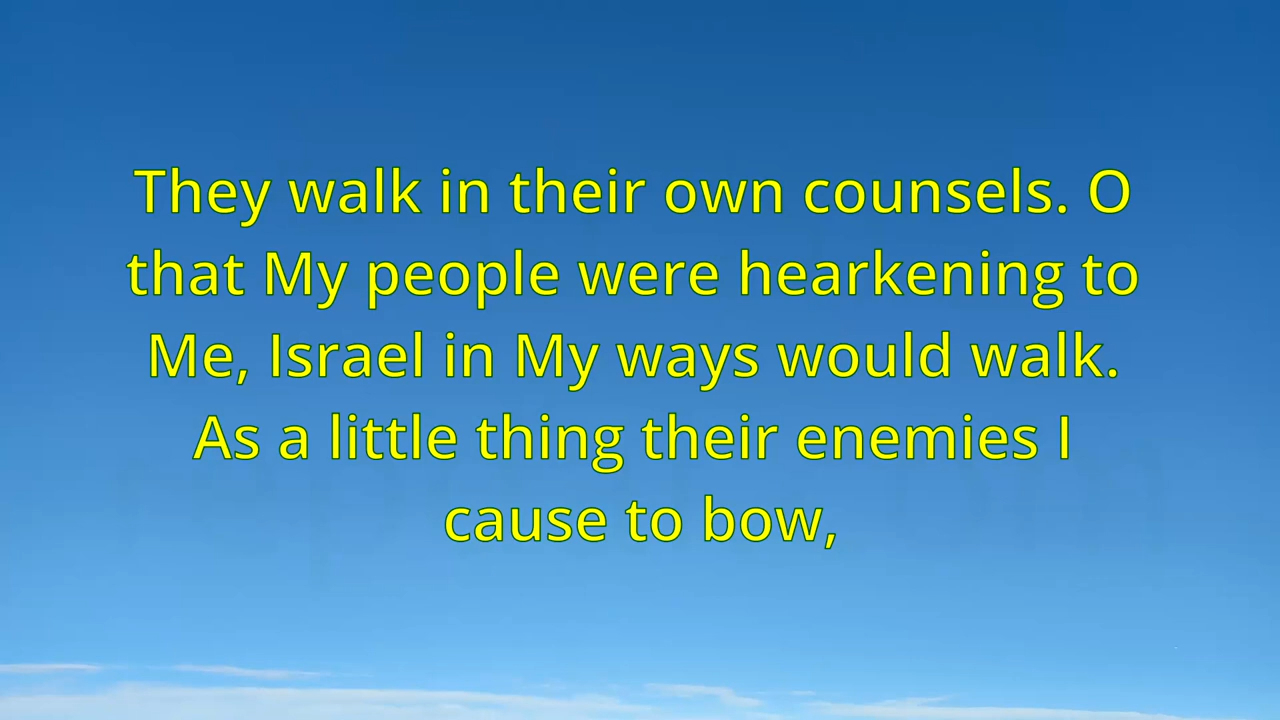 They walk in their own counsels. O
that My people were hearkening to
Me, Israel in My ways would walk.
As a little thing their enemies I
cause to bow,